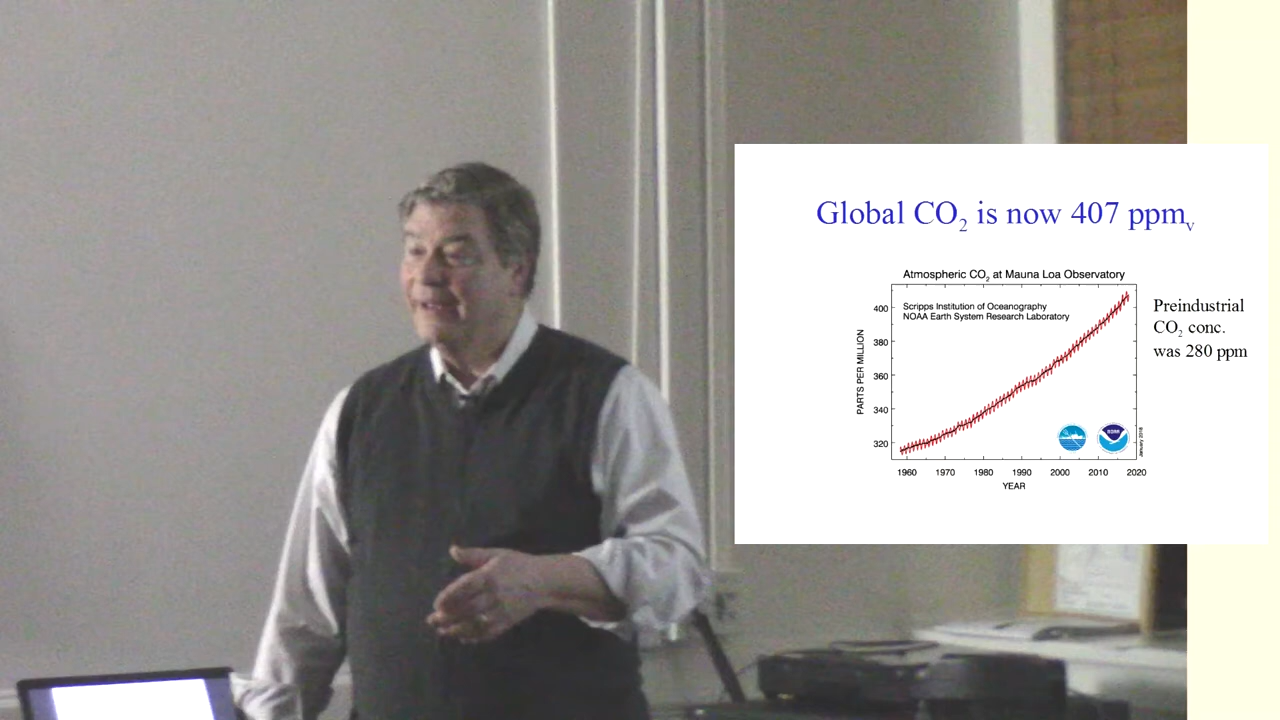 Global CO₂ is now 407 ppmᵥ
Atmospheric CO₂ at Mauna Loa Observatory
Scripps Institution of Oceanography
NOAA Earth System Research Laboratory
Preindustrial
CO₂ conc.
was 280 ppm
PARTS PER MILLION
400
380
360
340
320
NOAA
January 2018
1960 1970 1980 1990 2000 2010 2020
YEAR